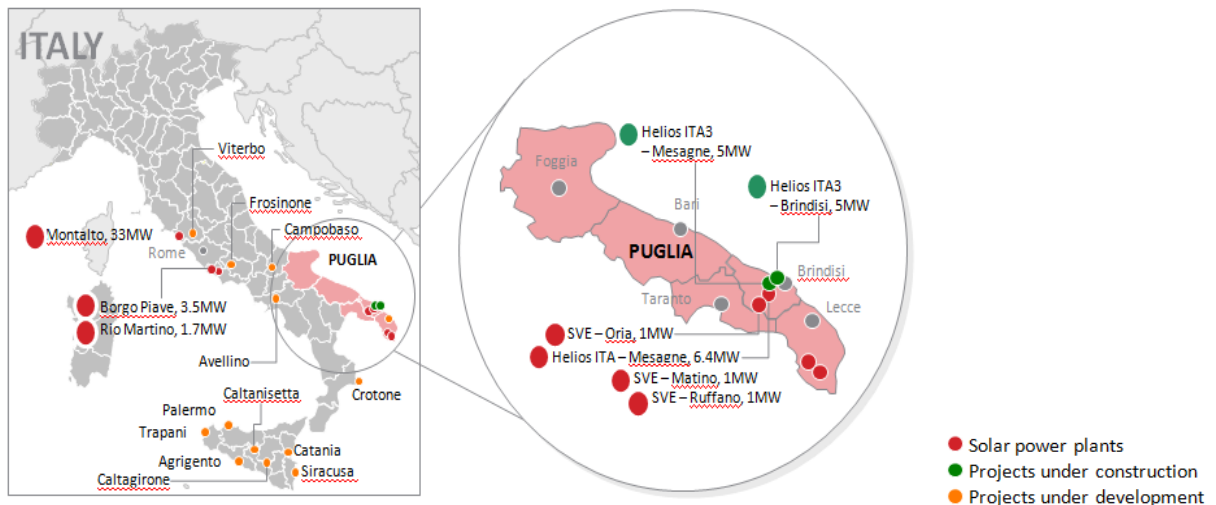 ITALY
Viterbo
Frosinone
Montalto, 33MW
Campobaso
Rome
PUGLIA
Borgo Piave, 3.5MW
Rio Martino, 1.7MW
Avellino
Crotone
Caltanisetta
Palermo
Trapani
Catania
Agrigento
Siracusa
Caltagirone
Helios ITA3
– Mesagne, 5MW
Foggia
Helios ITA3
– Brindisi, 5MW
Bari
PUGLIA
Brindisi
Taranto
Lecce
SVE – Oria, 1MW
Helios ITA – Mesagne, 6.4MW
SVE – Matino, 1MW
SVE – Ruffano, 1MW
Solar power plants
Projects under construction
Projects under development